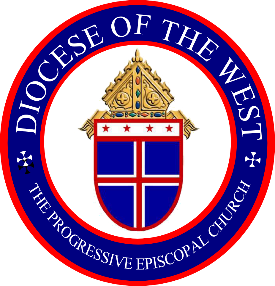 DIOCESE OF THE WEST
THE PROGRESSIVE EPISCOPAL CHURCH